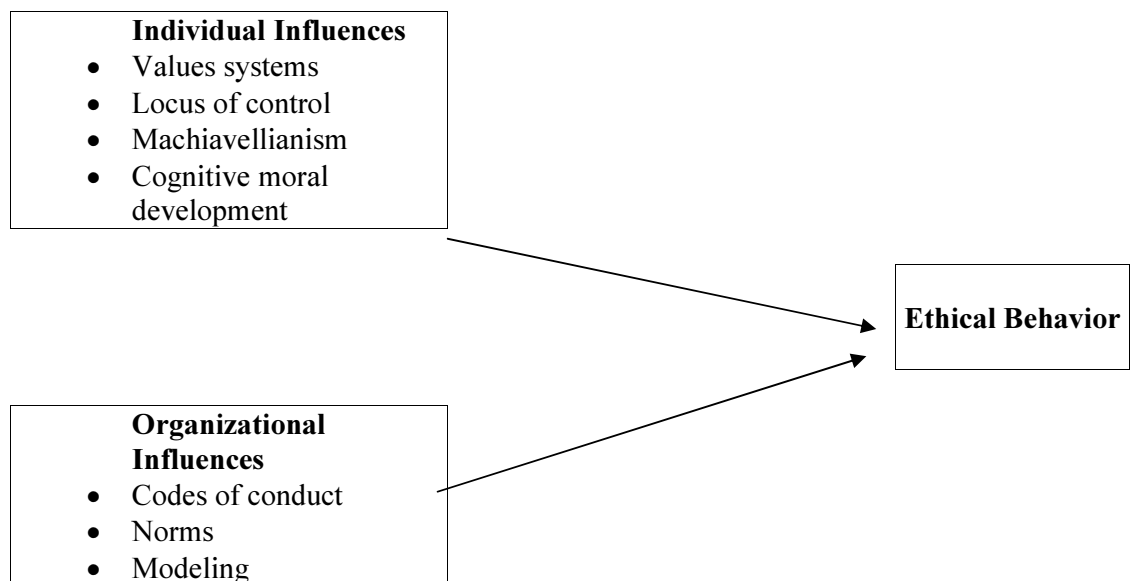 Individual Influences
• Values systems
• Locus of control
• Machiavellianism
• Cognitive moral
development
Ethical Behavior
Organizational
Influences
• Codes of conduct
• Norms
• Modeling